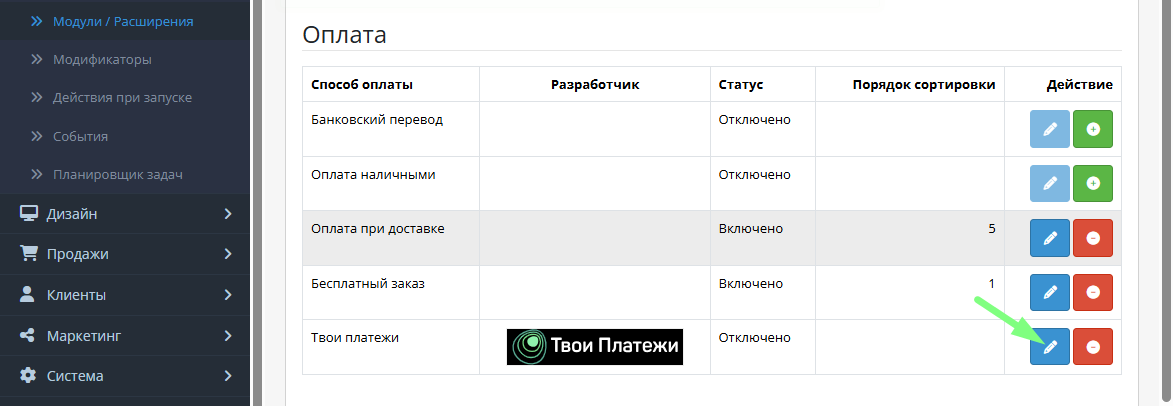 Модули / Расширения
Модификаторы
Действия при запуске
События
Планировщик задач
Дизайн
Продажи
Клиенты
Маркетинг
Система
Оплата
Способ оплаты Разработчик Статус Порядок сортировки Действие
Банковский перевод Отключено
Оплата наличными Отключено
Оплата при доставке Включено 5
Бесплатный заказ Включено 1
Твои платежи Твои Платежи Отключено